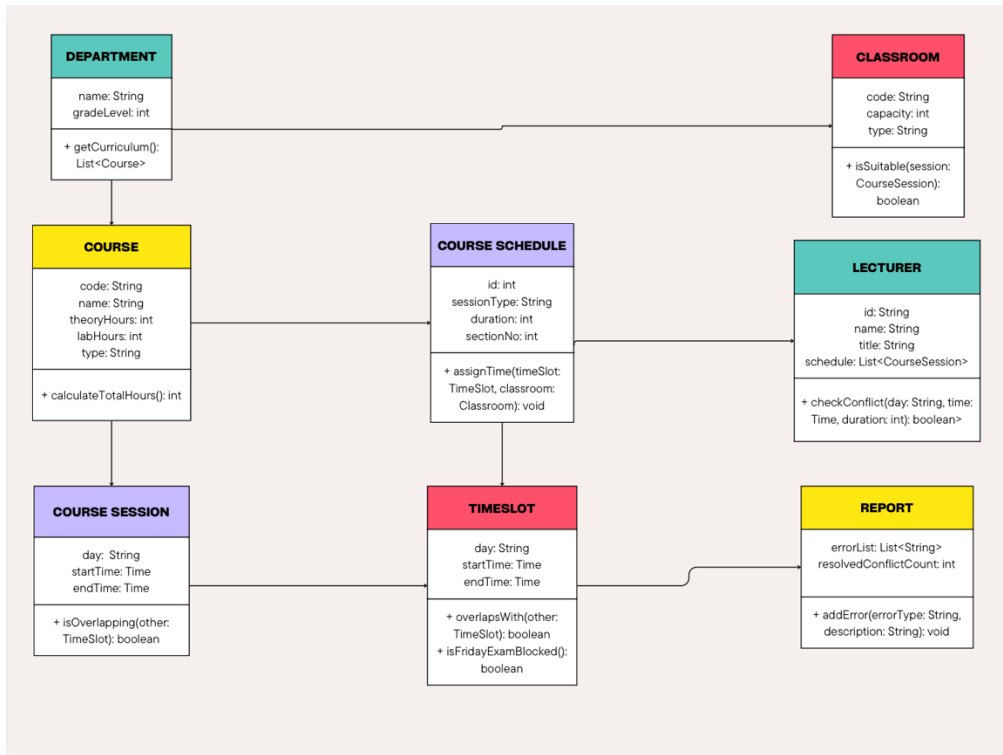 DEPARTMENT
name: String
gradeLevel: int
+ getCurriculum():
List<Course>
CLASSROOM
code: String
capacity: int
type: String
+ isSuitable(session:
CourseSession):
boolean
COURSE
code: String
name: String
theoryHours: int
labHours: int
type: String
+ calculateTotalHours(): int
COURSE SCHEDULE
id: int
sessionType: String
duration: int
sectionNo: int
+ assignTime(timeSlot:
TimeSlot, classroom:
Classroom): void
LECTURER
id: String
name: String
title: String
schedule: List<CourseSession>
+ checkConflict(day: String, time:
Time, duration: int): boolean>
COURSE SESSION
day: String
startTime: Time
endTime: Time
+ isOverlapping(other:
TimeSlot): boolean
TIMESLOT
day: String
startTime: Time
endTime: Time
+ overlapsWith(other:
TimeSlot): boolean
+ isFridayExamBlocked():
boolean
REPORT
errorList: List<String>
resolvedConflictCount: int
+ addError(errorType: String,
description: String): void